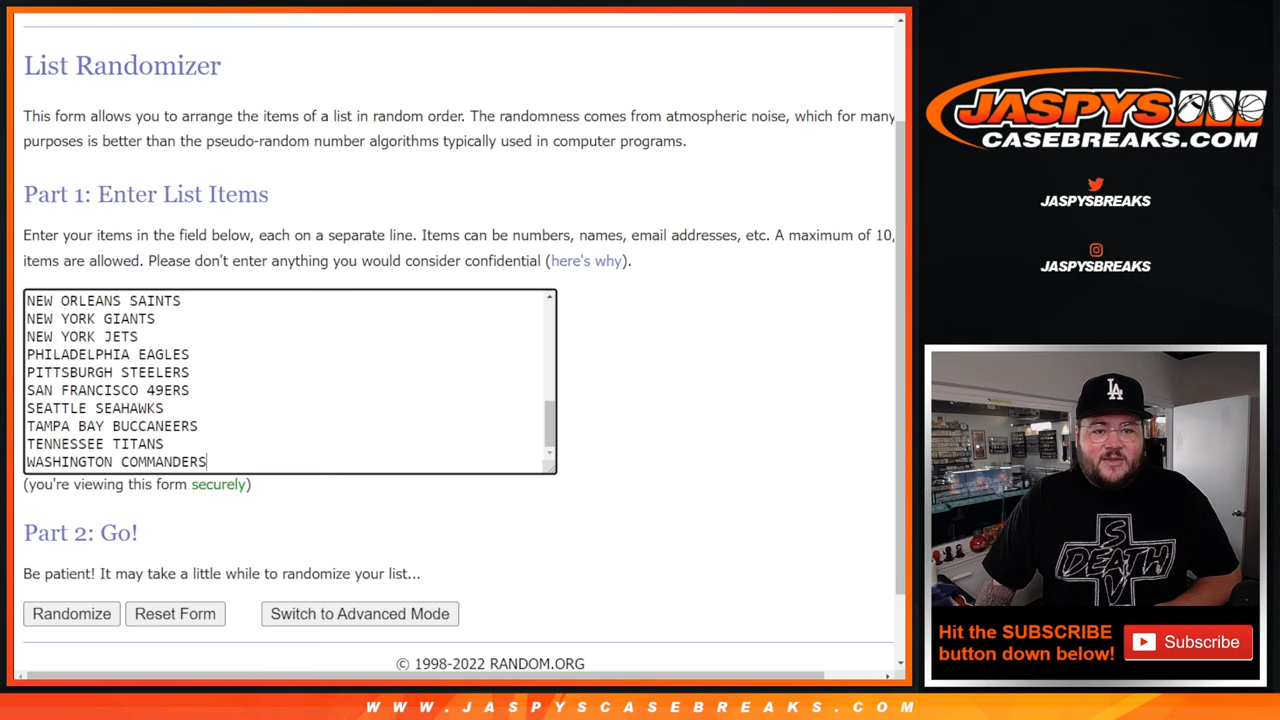 List Randomizer
This form allows you to arrange the items of a list in random order. The randomness comes from atmospheric noise, which for many
purposes is better than the pseudo-random number algorithms typically used in computer programs.
Part 1: Enter List Items
Enter your items in the field below, each on a separate line. Items can be numbers, names, email addresses, etc. A maximum of 10,
items are allowed. Please don't enter anything you would consider confidential (here's why).
NEW ORLEANS SAINTS
NEW YORK GIANTS
NEW YORK JETS
PHILADELPHIA EAGLES
PITTSBURGH STEELERS
SAN FRANCISCO 49ERS
SEATTLE SEAHAWKS
TAMPA BAY BUCCANEERS
TENNESSEE TITANS
WASHINGTON COMMANDERS
(you're viewing this form securely)
Part 2: Go!
Be patient! It may take a little while to randomize your list...
Randomize Reset Form Switch to Advanced Mode
© 1998-2022 RANDOM.ORG
JASPYS
CASEBREAKS.COM
JASPYSBREAKS
JASPYSBREAKS
LA
DEATH
Hit the SUBSCRIBE
button down below!
Subscribe
WWW.JASPYSCASEBREAKS.COM